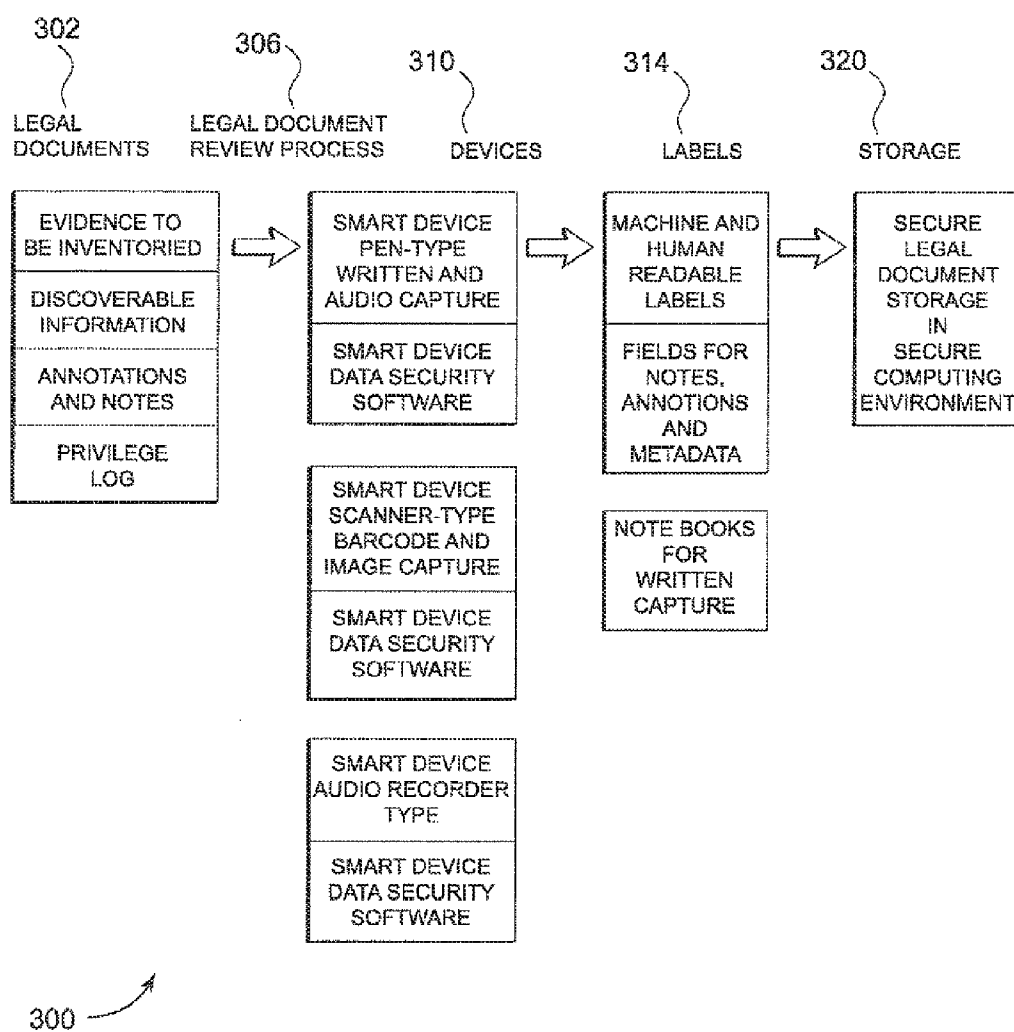 302
306
310
314
320
LEGAL
DOCUMENTS
LEGAL DOCUMENT
REVIEW PROCESS
DEVICES
LABELS
STORAGE
EVIDENCE TO
BE INVENTORIED
DISCOVERABLE
INFORMATION
ANNOTATIONS
AND NOTES
PRIVILEGE
LOG
SMART DEVICE
PEN-TYPE
WRITTEN AND
AUDIO CAPTURE
SMART DEVICE
DATA SECURITY
SOFTWARE
SMART DEVICE
SCANNER-TYPE
BARCODE AND
IMAGE CAPTURE
SMART DEVICE
DATA SECURITY
SOFTWARE
SMART DEVICE
AUDIO RECORDER
TYPE
SMART DEVICE
DATA SECURITY
SOFTWARE
MACHINE AND
HUMAN
READABLE
LABELS
FIELDS FOR
NOTES,
ANNOTIONS
AND
METADATA
NOTE BOOKS
FOR
WRITTEN
CAPTURE
SECURE
LEGAL
DOCUMENT
STORAGE
IN
SECURE
COMPUTING
ENVIRONMENT
300